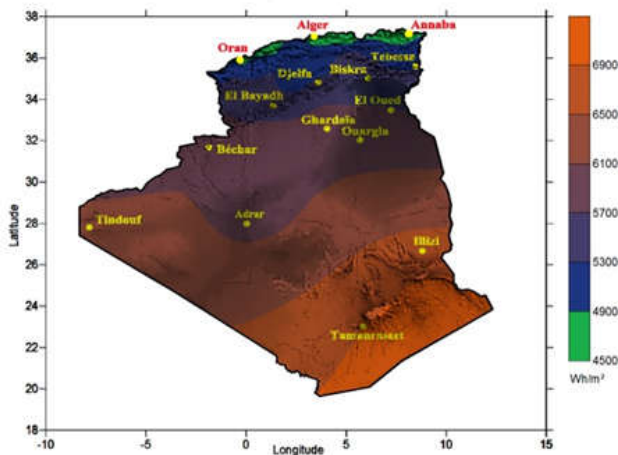 38
36
34
32
30
28
26
24
22
20
18
Latitude
-10
-5
0
5
10
15
Longitude
Alger
Annaba
Oran
Tebessa
Djelfa
Biskra
El Bayadh
El Oued
Ghardaïa
Ouargla
Béchar
Adrar
Tindouf
Illizi
Tamanrasset
6900
6500
6100
5700
5300
4900
4500
Wh/m²